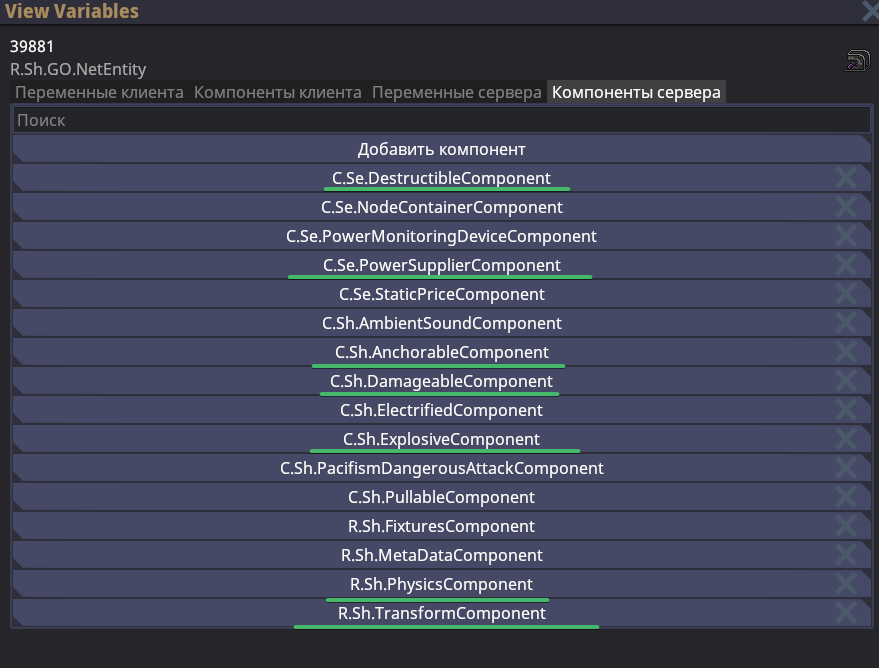 View Variables
39881
R.Sh.GO.NetEntity
Переменные клиента Компоненты клиента Переменные сервера Компоненты сервера
Поиск
Добавить компонент
C.Se.DestructibleComponent
C.Se.NodeContainerComponent
C.Se.PowerMonitoringDeviceComponent
C.Se.PowerSupplierComponent
C.Se.StaticPriceComponent
C.Sh.AmbientSoundComponent
C.Sh.AnchorableComponent
C.Sh.DamageableComponent
C.Sh.ElectrifiedComponent
C.Sh.ExplosiveComponent
C.Sh.PacifismDangerousAttackComponent
C.Sh.PullableComponent
R.Sh.FixturesComponent
R.Sh.MetaDataComponent
R.Sh.PhysicsComponent
R.Sh.TransformComponent